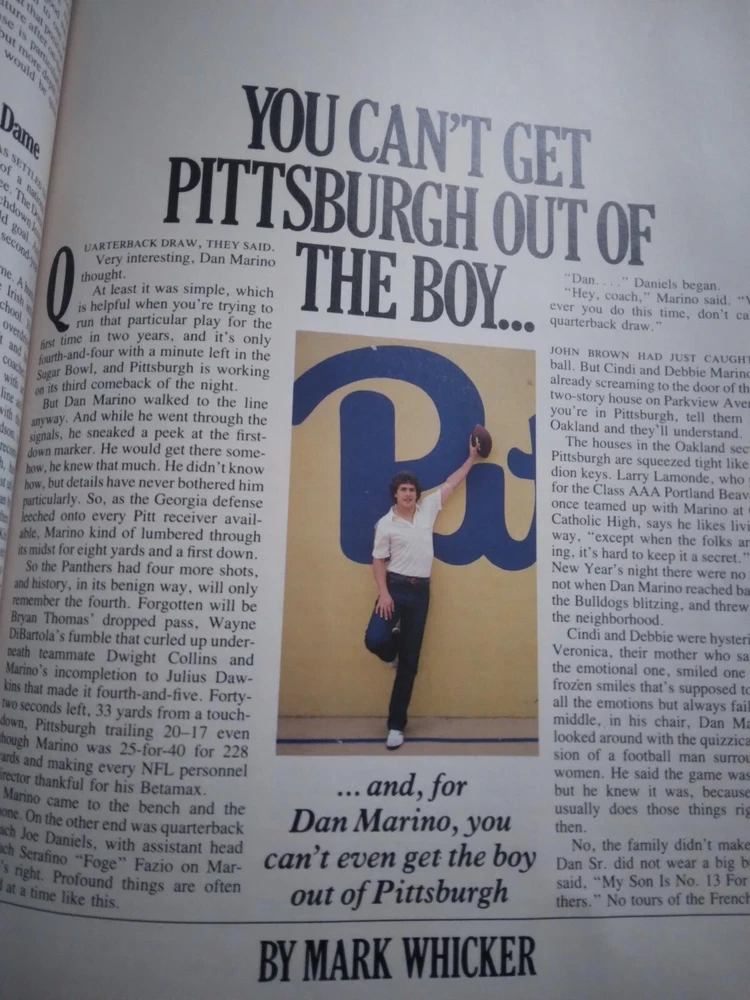 Dame
YOU CAN'T GET
PITTSBURGH OUT OF
THE BOY...
QUARTERBACK DRAW, THEY SAID.
Very interesting, Dan Marino
thought.
At least it was simple, which
is helpful when you're trying to
run that particular play for the
first time in two years, and it's only
fourth-and-four with a minute left in the
Sugar Bowl, and Pittsburgh is working
on its third comeback of the night.
But Dan Marino walked to the line
anyway. And while he went through the
signals, he sneaked a peek at the first-
down marker. He would get there some-
how, he knew that much. He didn't know
how, but details have never bothered him
particularly. So, as the Georgia defense
leeched onto every Pitt receiver avail-
able, Marino kind of lumbered through
its midst for eight yards and a first down.
So the Panthers had four more shots,
and history, in its benign way, will only
remember the fourth. Forgotten will be
Bryan Thomas' dropped pass, Wayne
DiBartola's fumble that curled up under-
neath teammate Dwight Collins and
Marino's incompletion to Julius Daw-
kins that made it fourth-and-five. Forty-
two seconds left, 33 yards from a touch-
down, Pittsburgh trailing 20–17 even
though Marino was 25-for-40 for 228
yards and making every NFL personnel
director thankful for his Betamax.
Marino came to the bench and the
one. On the other end was quarterback
ach Joe Daniels, with assistant head
ch Serafino "Foge" Fazio on Mar-
's right. Profound things are often
at a time like this.
Pit
... and, for
Dan Marino, you
can't even get the boy
out of Pittsburgh
"Dan. . . ." Daniels began.
"Hey, coach," Marino said.
ever you do this time, don't ca
quarterback draw."
JOHN BROWN HAD JUST CAUGHT
ball. But Cindi and Debbie Marino
already screaming to the door of th
two-story house on Parkview Aven
you're in Pittsburgh, tell them
Oakland and they'll understand.
The houses in the Oakland sec
Pittsburgh are squeezed tight like
dion keys. Larry Lamonde, who
for the Class AAA Portland Beav
once teamed up with Marino at
Catholic High, says he likes livi
way, "except when the folks ar
ing, it's hard to keep it a secret."
New Year's night there were no
not when Dan Marino reached ba
the Bulldogs blitzing, and threw
the neighborhood.
Cindi and Debbie were hysteri
Veronica, their mother who sa
the emotional one, smiled one
frozen smiles that's supposed to
all the emotions but always fail
middle, in his chair, Dan Ma
looked around with the quizzica
sion of a football man surrou
women. He said the game was
but he knew it was, because
usually does those things rig
then.
No, the family didn't make
Dan Sr. did not wear a big b
said, "My Son Is No. 13 For
thers." No tours of the French
BY MARK WHICKER